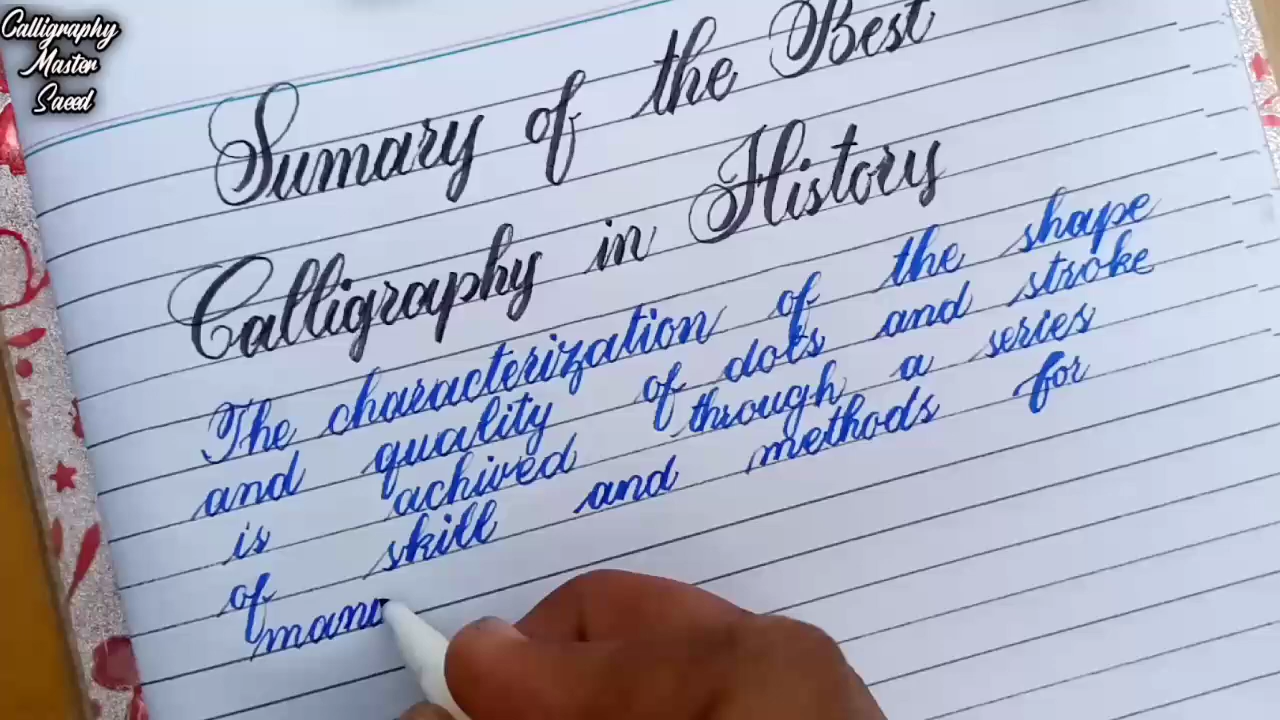 Calligraphy
Master
Saeed
Sumary of the Best
Calligraphy in History
The characterization of the shape
and quality of dots and stroke
is achived through a series
of skill and methods for